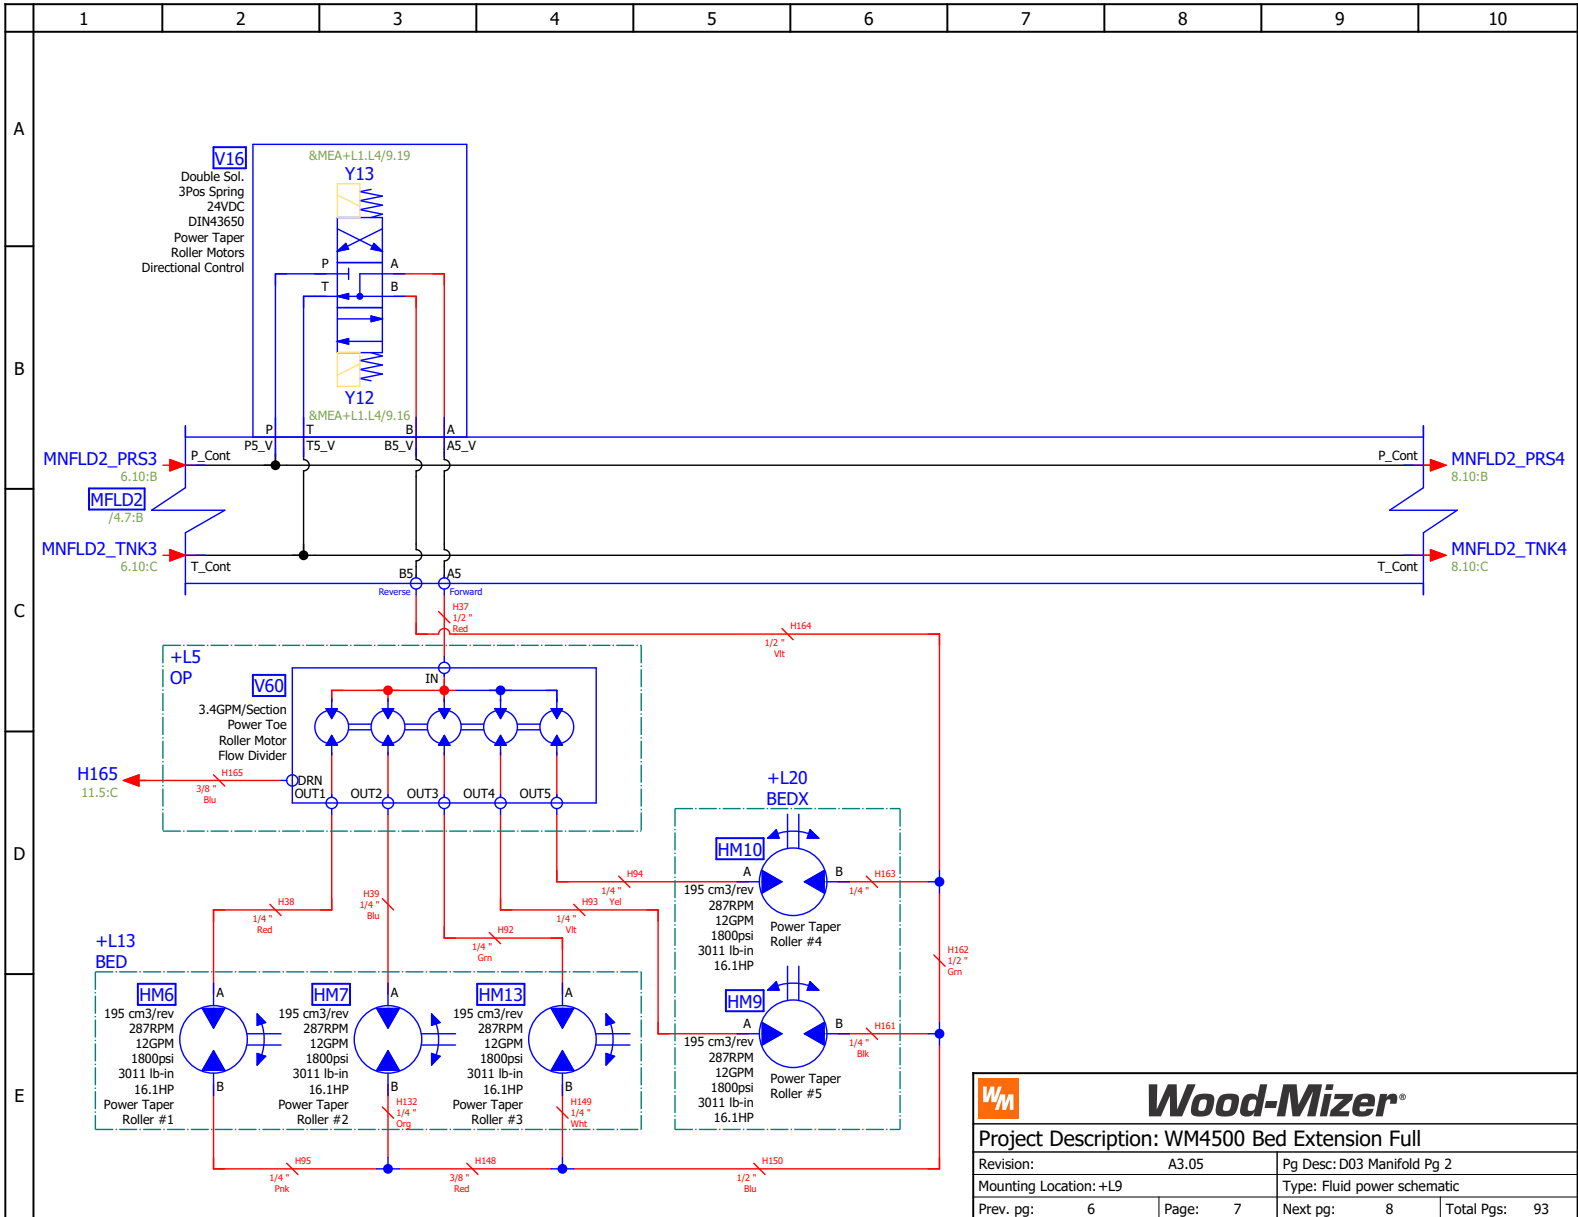 1 2 3 4 5 6 7 8 9 10
A
B
C
D
E
V16
Double Sol.
3Pos Spring
24VDC
DIN43650
Power Taper
Roller Motors
Directional Control
&MEA+L1.L4/9.19
Y13
P A
T B
Y12
&MEA+L1.L4/9.16
P T B A
P5_V T5_V B5_V A5_V
MNFLD2_PRS3
6.10:B
P_Cont
P_Cont
MNFLD2_PRS4
8.10:B
MFLD2
/4.7:B
MNFLD2_TNK3
6.10:C
T_Cont
T_Cont
MNFLD2_TNK4
8.10:C
B5 A5
Reverse Forward
H37
1/2 "
Red
H164
1/2 "
Vlt
+L5
OP
V60
3.4GPM/Section
Power Toe
Roller Motor
Flow Divider
IN
DRN
OUT1 OUT2 OUT3 OUT4 OUT5
H165
11.5:C
H165
3/8 "
Blu
+L20
BEDX
HM10
A B
195 cm3/rev
287RPM
12GPM
1800psi
3011 lb-in
16.1HP
Power Taper
Roller #4
H163
1/4 "
H94
1/4 "
Yel
H93
1/4 "
Vlt
H92
1/4 "
Grn
H39
1/4 "
Blu
H38
1/4 "
Red
H162
1/2 "
Grn
HM9
A B
195 cm3/rev
287RPM
12GPM
1800psi
3011 lb-in
16.1HP
Power Taper
Roller #5
H161
1/4 "
Blk
+L13
BED
HM6
A
195 cm3/rev
287RPM
12GPM
1800psi
3011 lb-in
16.1HP
Power Taper
Roller #1
B
HM7
A
195 cm3/rev
287RPM
12GPM
1800psi
3011 lb-in
16.1HP
Power Taper
Roller #2
B
H132
1/4 "
Org
HM13
A
195 cm3/rev
287RPM
12GPM
1800psi
3011 lb-in
16.1HP
Power Taper
Roller #3
B
H149
1/4 "
Wht
H95
1/4 "
Pnk
H148
3/8 "
Red
H150
1/2 "
Blu
WM
Wood-Mizer®
Project Description: WM4500 Bed Extension Full
Revision: A3.05 Pg Desc: D03 Manifold Pg 2
Mounting Location: +L9 Type: Fluid power schematic
Prev. pg: 6 Page: 7 Next pg: 8 Total Pgs: 93